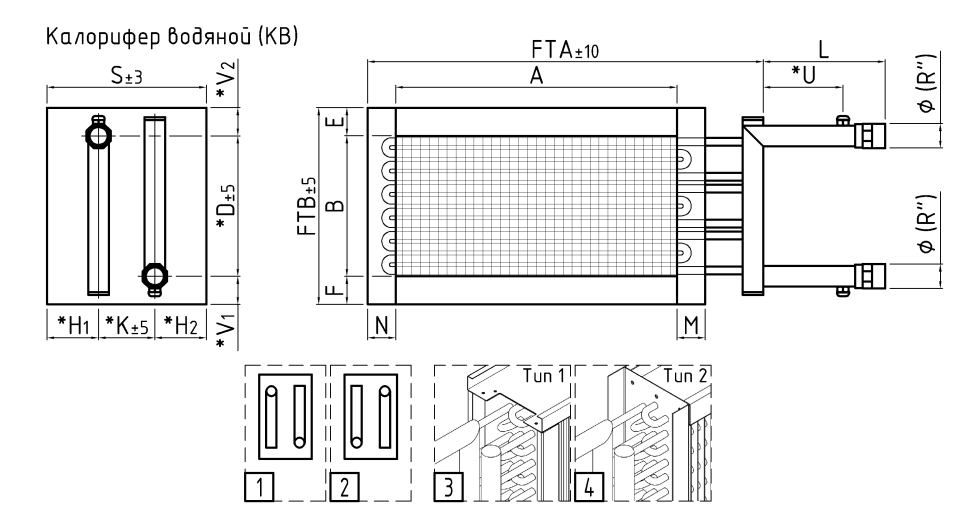 Калорифер водяной (КВ)
S±3
*V2
*D±5
*V1
*H1
*K±5
*H2
FTA±10
L
A
*U
ϕ (R")
E
FTB±5
B
F
ϕ (R")
N
M
1
2
Тип 1
3
Тип 2
4